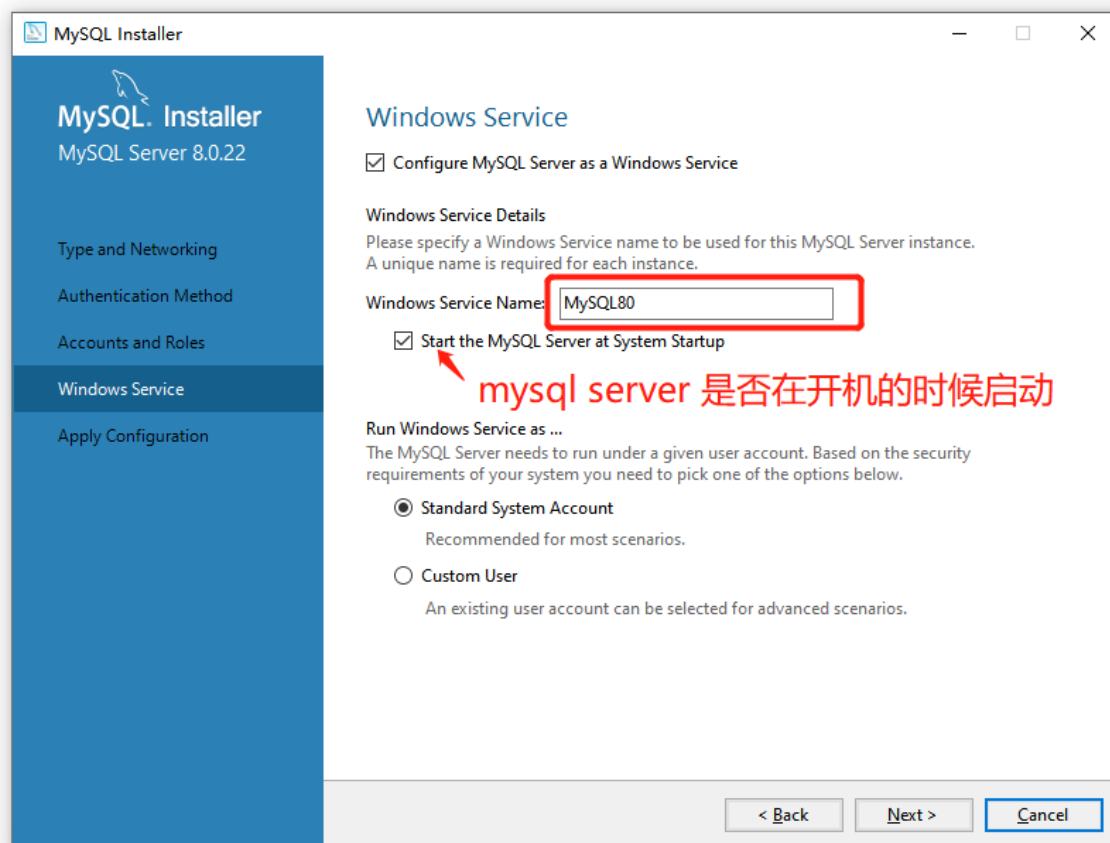 MySQL Installer
MySQL. Installer
MySQL Server 8.0.22
Type and Networking
Authentication Method
Accounts and Roles
Windows Service
Apply Configuration
Windows Service
Configure MySQL Server as a Windows Service
Windows Service Details
Please specify a Windows Service name to be used for this MySQL Server instance.
A unique name is required for each instance.
Windows Service Name: MySQL80
Start the MySQL Server at System Startup
mysql server 是否在开机的时候启动
Run Windows Service as ...
The MySQL Server needs to run under a given user account. Based on the security
requirements of your system you need to pick one of the options below.
Standard System Account
Recommended for most scenarios.
Custom User
An existing user account can be selected for advanced scenarios.
< Back Next > Cancel